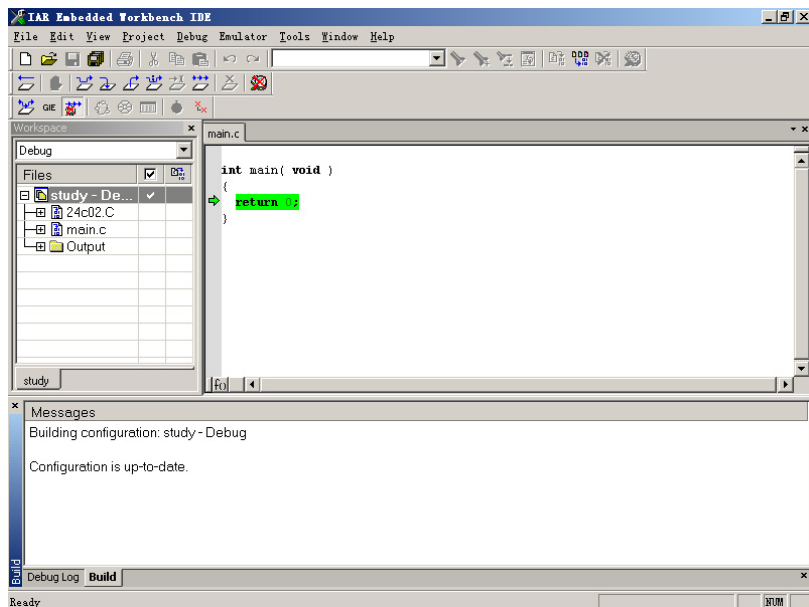 IAR Embedded Workbench IDE
File Edit View Project Debug Emulator Tools Window Help
GIE
Workspace
main.c
Debug
Files
study - De...
24c02.C
main.c
Output
study
int main( void )
{
return 0;
}
f()
Messages
Building configuration: study - Debug
Configuration is up-to-date.
Build
Debug Log Build
Ready
NUM